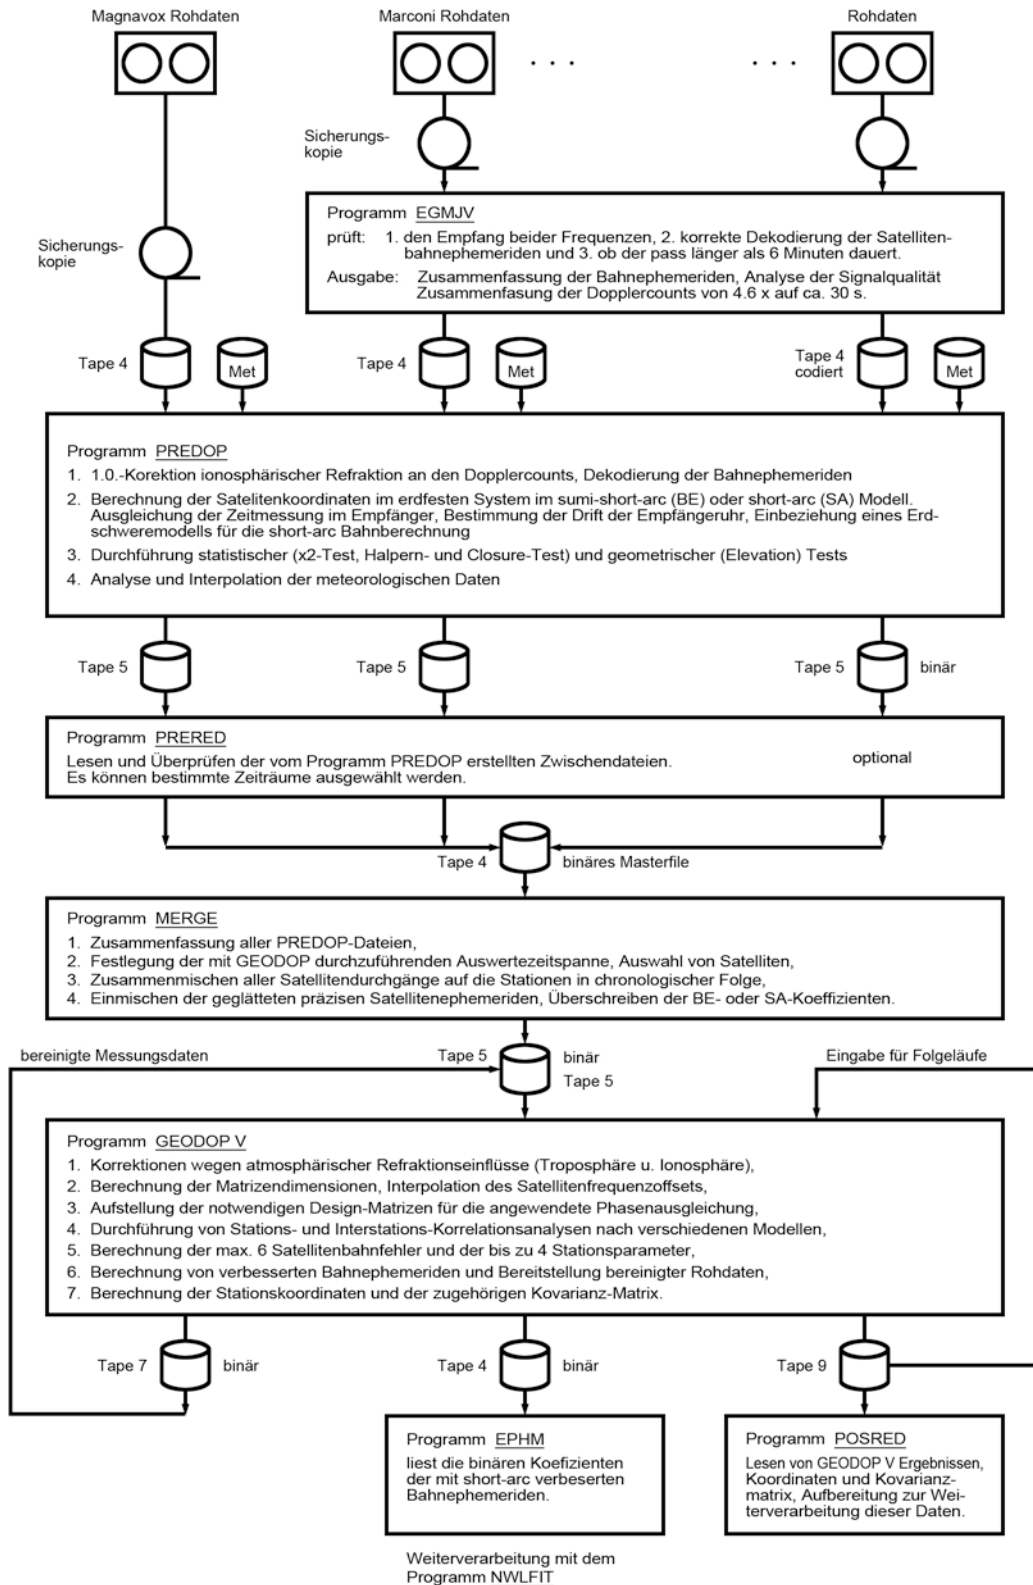 Magnavox Rohdaten
Marconi Rohdaten
Rohdaten
. . .
. . .
Sicherungs-
kopie
Sicherungs-
kopie
Programm EGMJV
prüft: 1. den Empfang beider Frequenzen, 2. korrekte Dekodierung der Satelliten-
bahnephemeriden und 3. ob der pass länger als 6 Minuten dauert.
Ausgabe: Zusammenfassung der Bahnephemeriden, Analyse der Signalqualität
Zusammenfasung der Dopplercounts von 4.6 x auf ca. 30 s.
Tape 4
Met
Tape 4
Met
Tape 4
codiert
Met
Programm PREDOP
1. 1.0.-Korektion ionosphärischer Refraktion an den Dopplercounts, Dekodierung der Bahnephemeriden
2. Berechnung der Satelitenkoordinaten im erdfesten System im sumi-short-arc (BE) oder short-arc (SA) Modell.
Ausgleichung der Zeitmessung im Empfänger, Bestimmung der Drift der Empfängeruhr, Einbeziehung eines Erd-
schweremodells für die short-arc Bahnberechnung
3. Durchführung statistischer (x2-Test, Halpern- und Closure-Test) und geometrischer (Elevation) Tests
4. Analyse und Interpolation der meteorologischen Daten
Tape 5
Tape 5
Tape 5
binär
Programm PRERED
Lesen und Überprüfen der vom Programm PREDOP erstellten Zwischendateien.
Es können bestimmte Zeiträume ausgewählt werden.
optional
Tape 4
binäres Masterfile
Programm MERGE
1. Zusammenfassung aller PREDOP-Dateien,
2. Festlegung der mit GEODOP durchzuführenden Auswertezeitspanne, Auswahl von Satelliten,
3. Zusammenmischen aller Satellitendurchgänge auf die Stationen in chronologischer Folge,
4. Einmischen der geglätteten präzisen Satellitenephemeriden, Überschreiben der BE- oder SA-Koeffizienten.
bereinigte Messungsdaten
Tape 5
binär
Tape 5
Eingabe für Folgeläufe
Programm GEODOP V
1. Korrektionen wegen atmosphärischer Refraktionseinflüsse (Troposphäre u. Ionosphäre),
2. Berechnung der Matrizendimensionen, Interpolation des Satellitenfrequenzoffsets,
3. Aufstellung der notwendigen Design-Matrizen für die angewendete Phasenausgleichung,
4. Durchführung von Stations- und Interstations-Korrelationsanalysen nach verschiedenen Modellen,
5. Berechnung der max. 6 Satellitenbahnfehler und der bis zu 4 Stationsparameter,
6. Berechnung von verbesserten Bahnephemeriden und Bereitstellung bereinigter Rohdaten,
7. Berechnung der Stationskoordinaten und der zugehörigen Kovarianz-Matrix.
Tape 7
binär
Tape 4
binär
Tape 9
Programm EPHM
liest die binären Koefizienten
der mit short-arc verbeserten
Bahnephemeriden.
Programm POSRED
Lesen von GEODOP V Ergebnissen,
Koordinaten und Kovarianz-
matrix, Aufbereitung zur Wei-
terverarbeitung dieser Daten.
Weiterverarbeitung mit dem
Programm NWLFIT